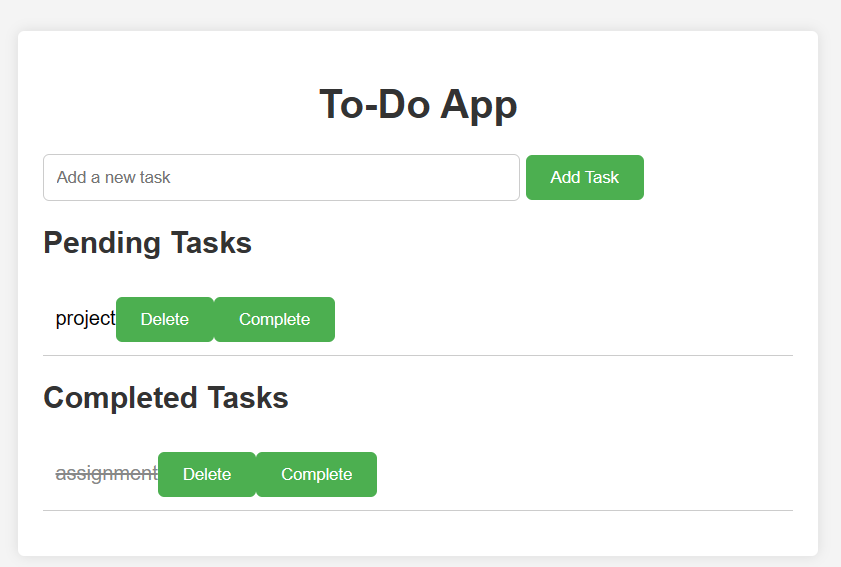 To-Do App
Add a new task Add Task
Pending Tasks
project Delete Complete
Completed Tasks
assignment Delete Complete